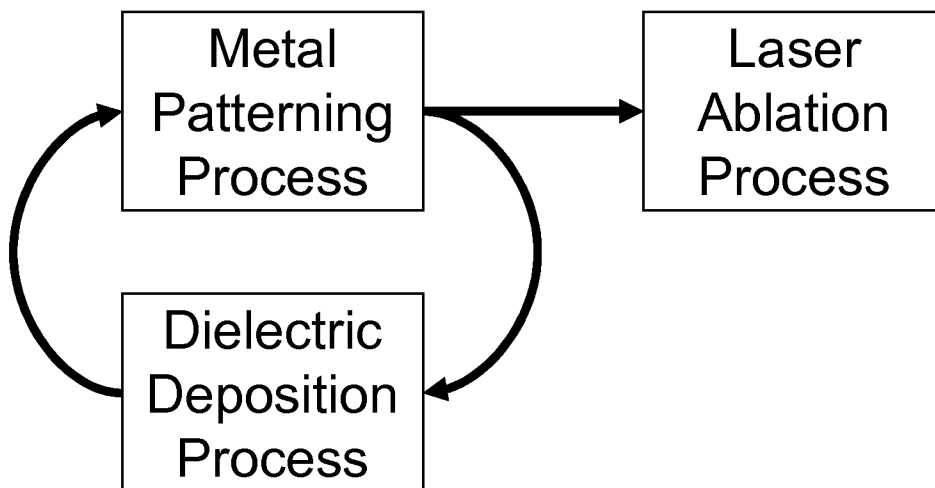 Metal
Patterning
Process
Laser
Ablation
Process
Dielectric
Deposition
Process